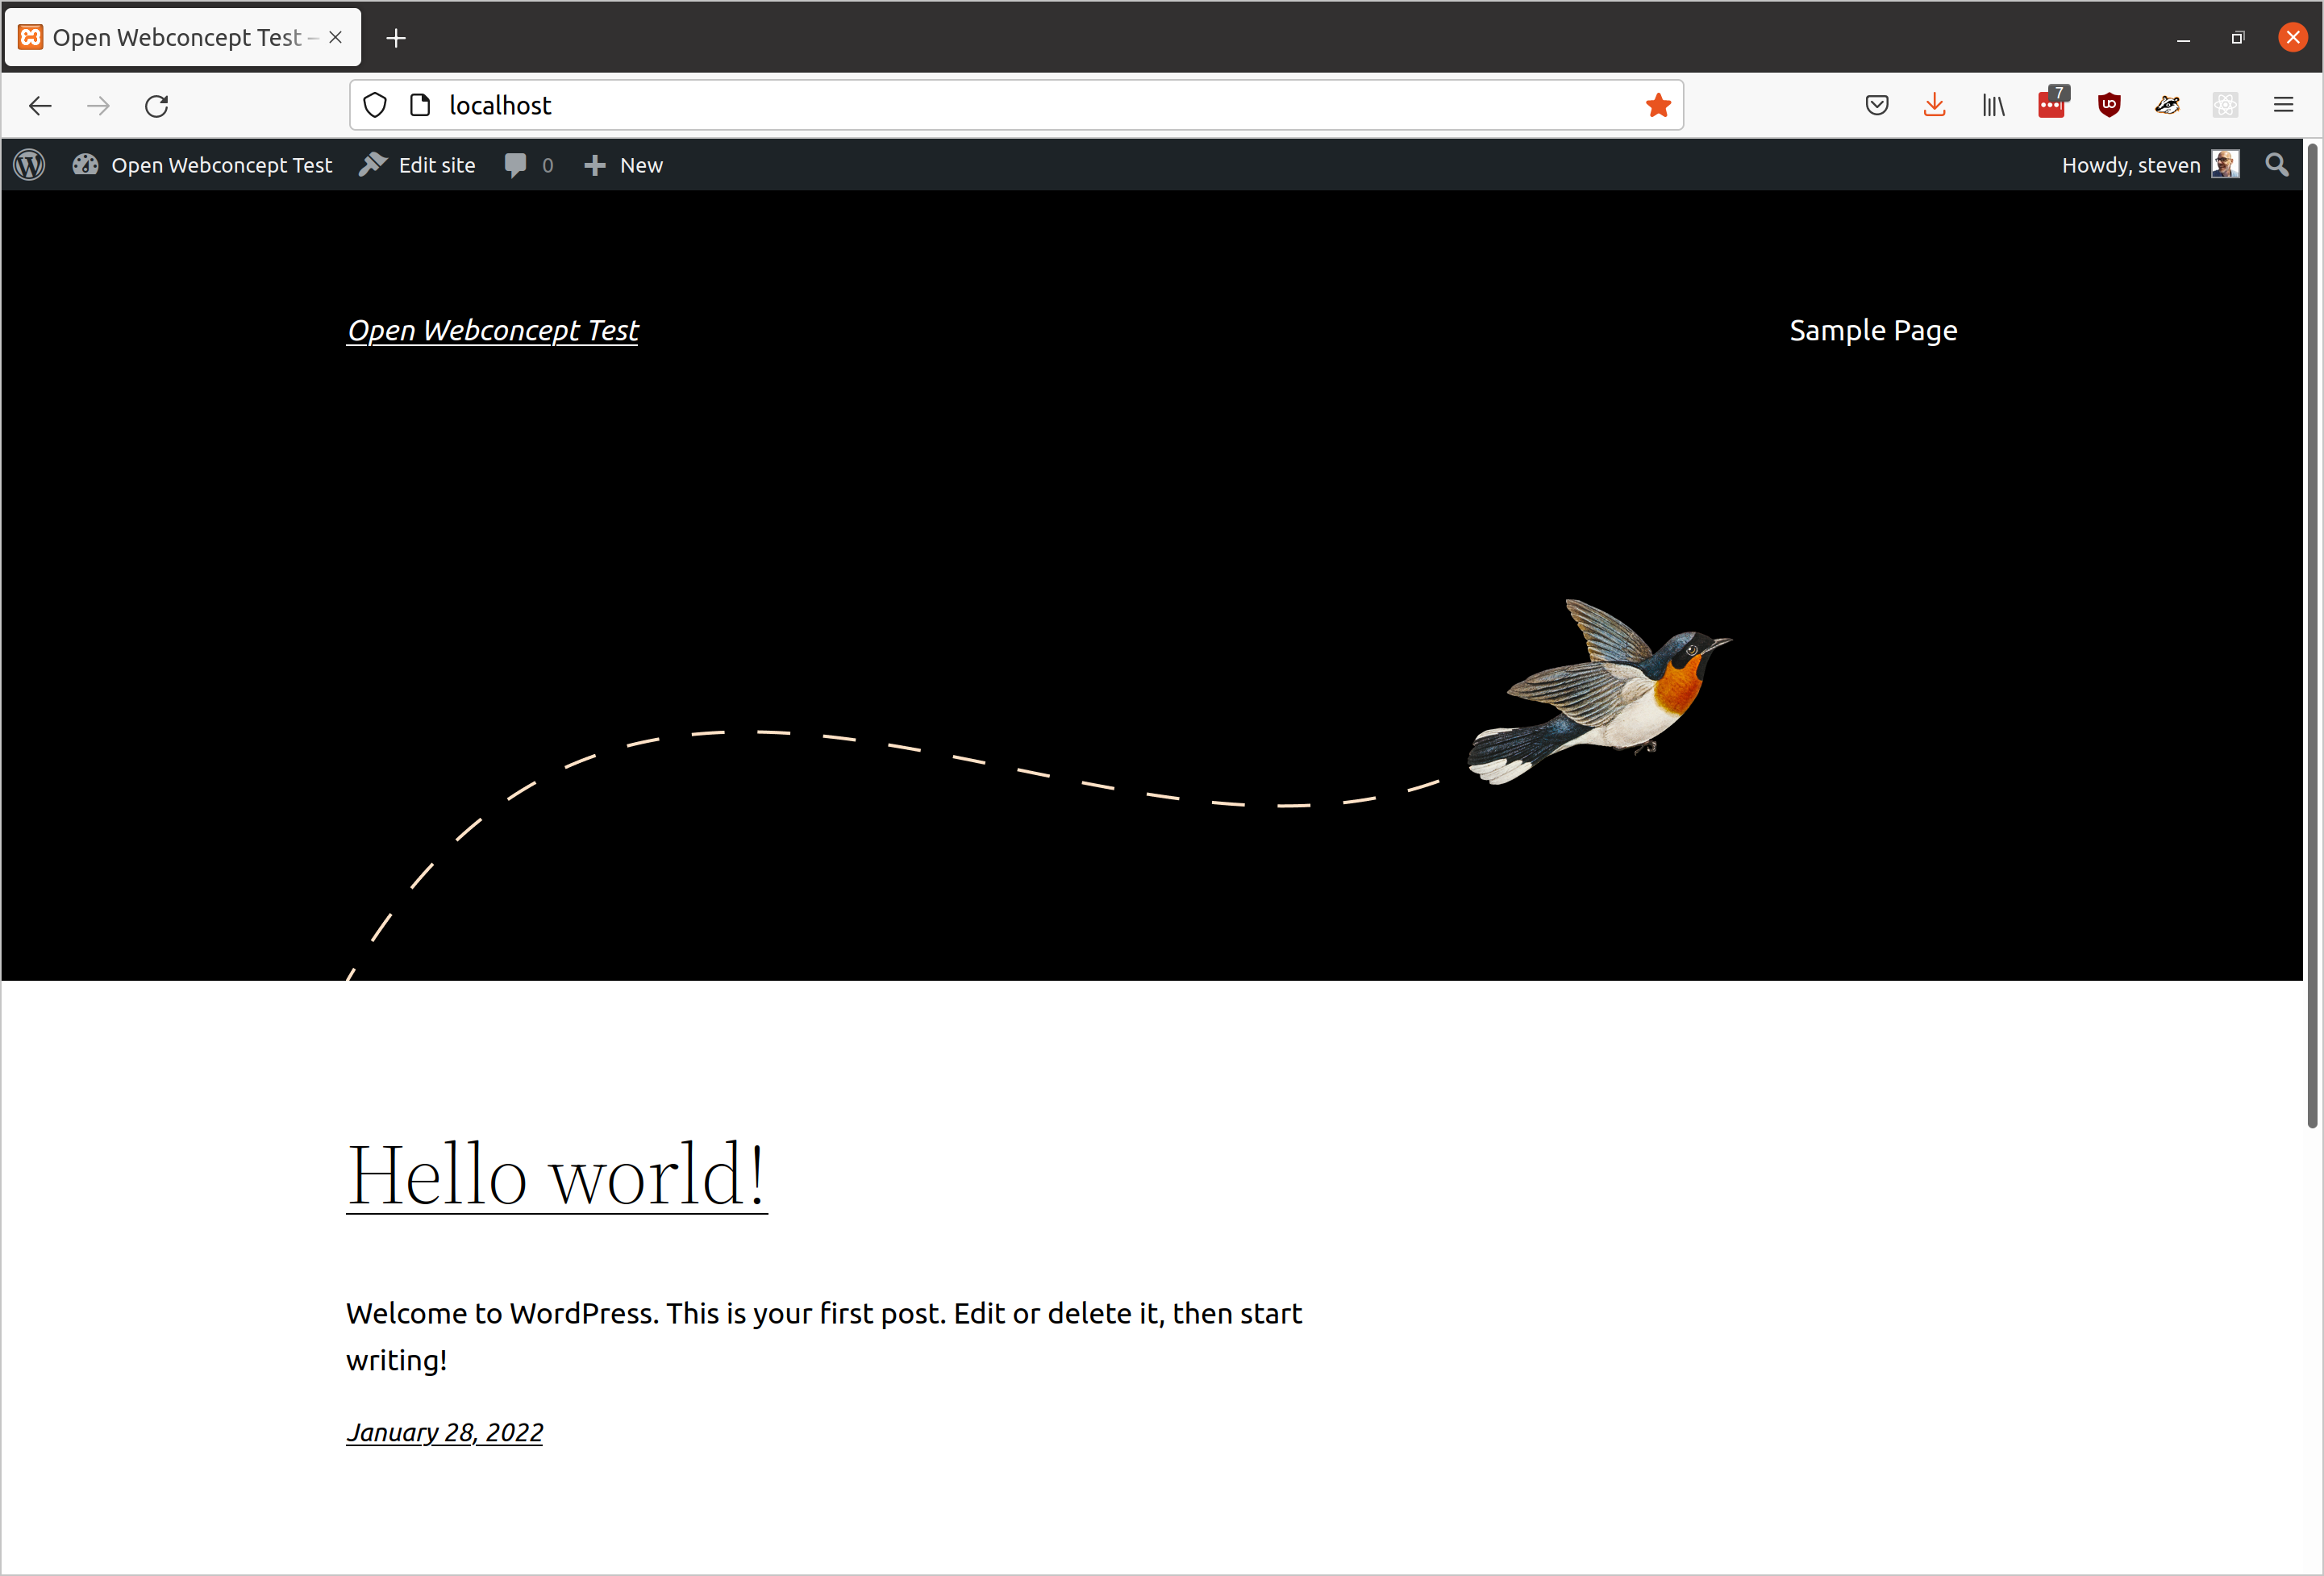 Open Webconcept Test –
localhost
7
Open Webconcept Test
Edit site
0
New
Howdy, steven
Open Webconcept Test
Sample Page
Hello world!
Welcome to WordPress. This is your first post. Edit or delete it, then start
writing!
January 28, 2022